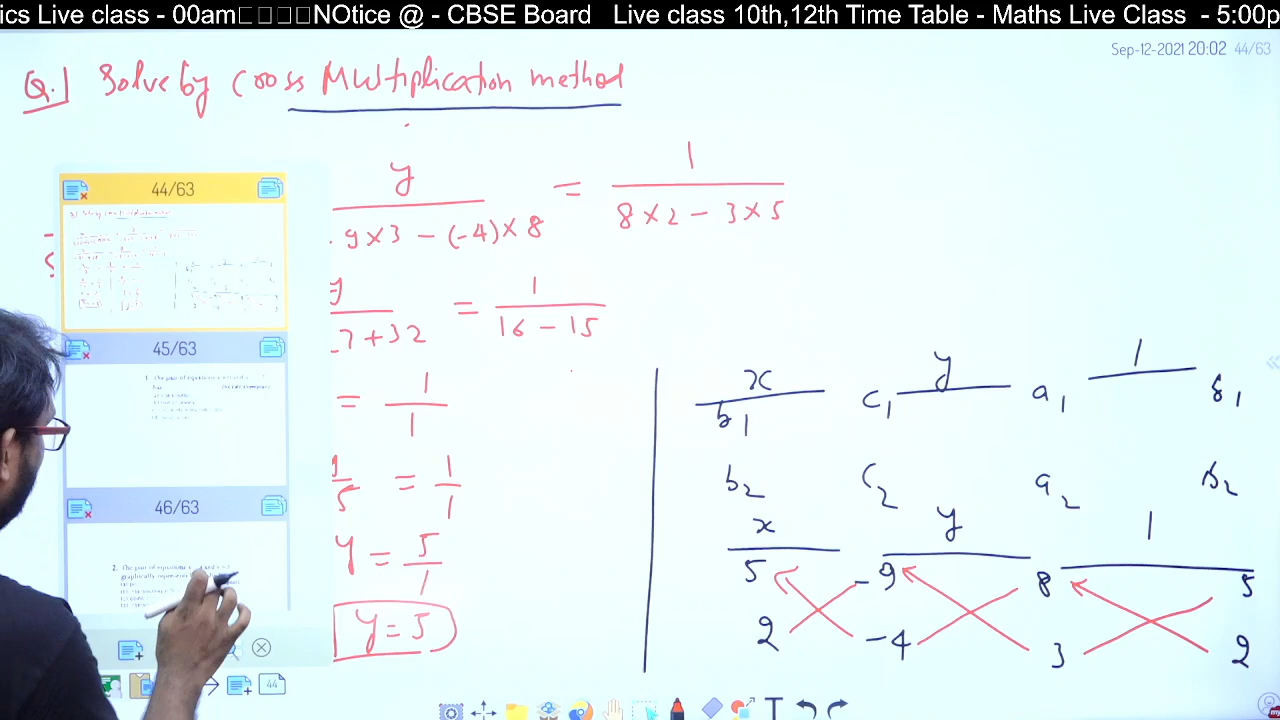 ics Live class - 00am□□□□NOtice @ - CBSE Board Live class 10th,12th Time Table - Maths Live Class - 5:00p
Sep-12-2021 20:02 44/63
Q.1 Solve by Cross Multiplication method
y / 9×3 - (-4)×8 = 1 / 8×2 - 3×5
y / 7+32 = 1 / 16 - 15
= 1/1
5 = 1/1
y = 5/1
y = 5
44/63
45/63
46/63
x y 1
b1 c1 a1 b1
b2 c2 a2 b2
x y 1
5 -9 8 5
2 -4 3 2
44
T